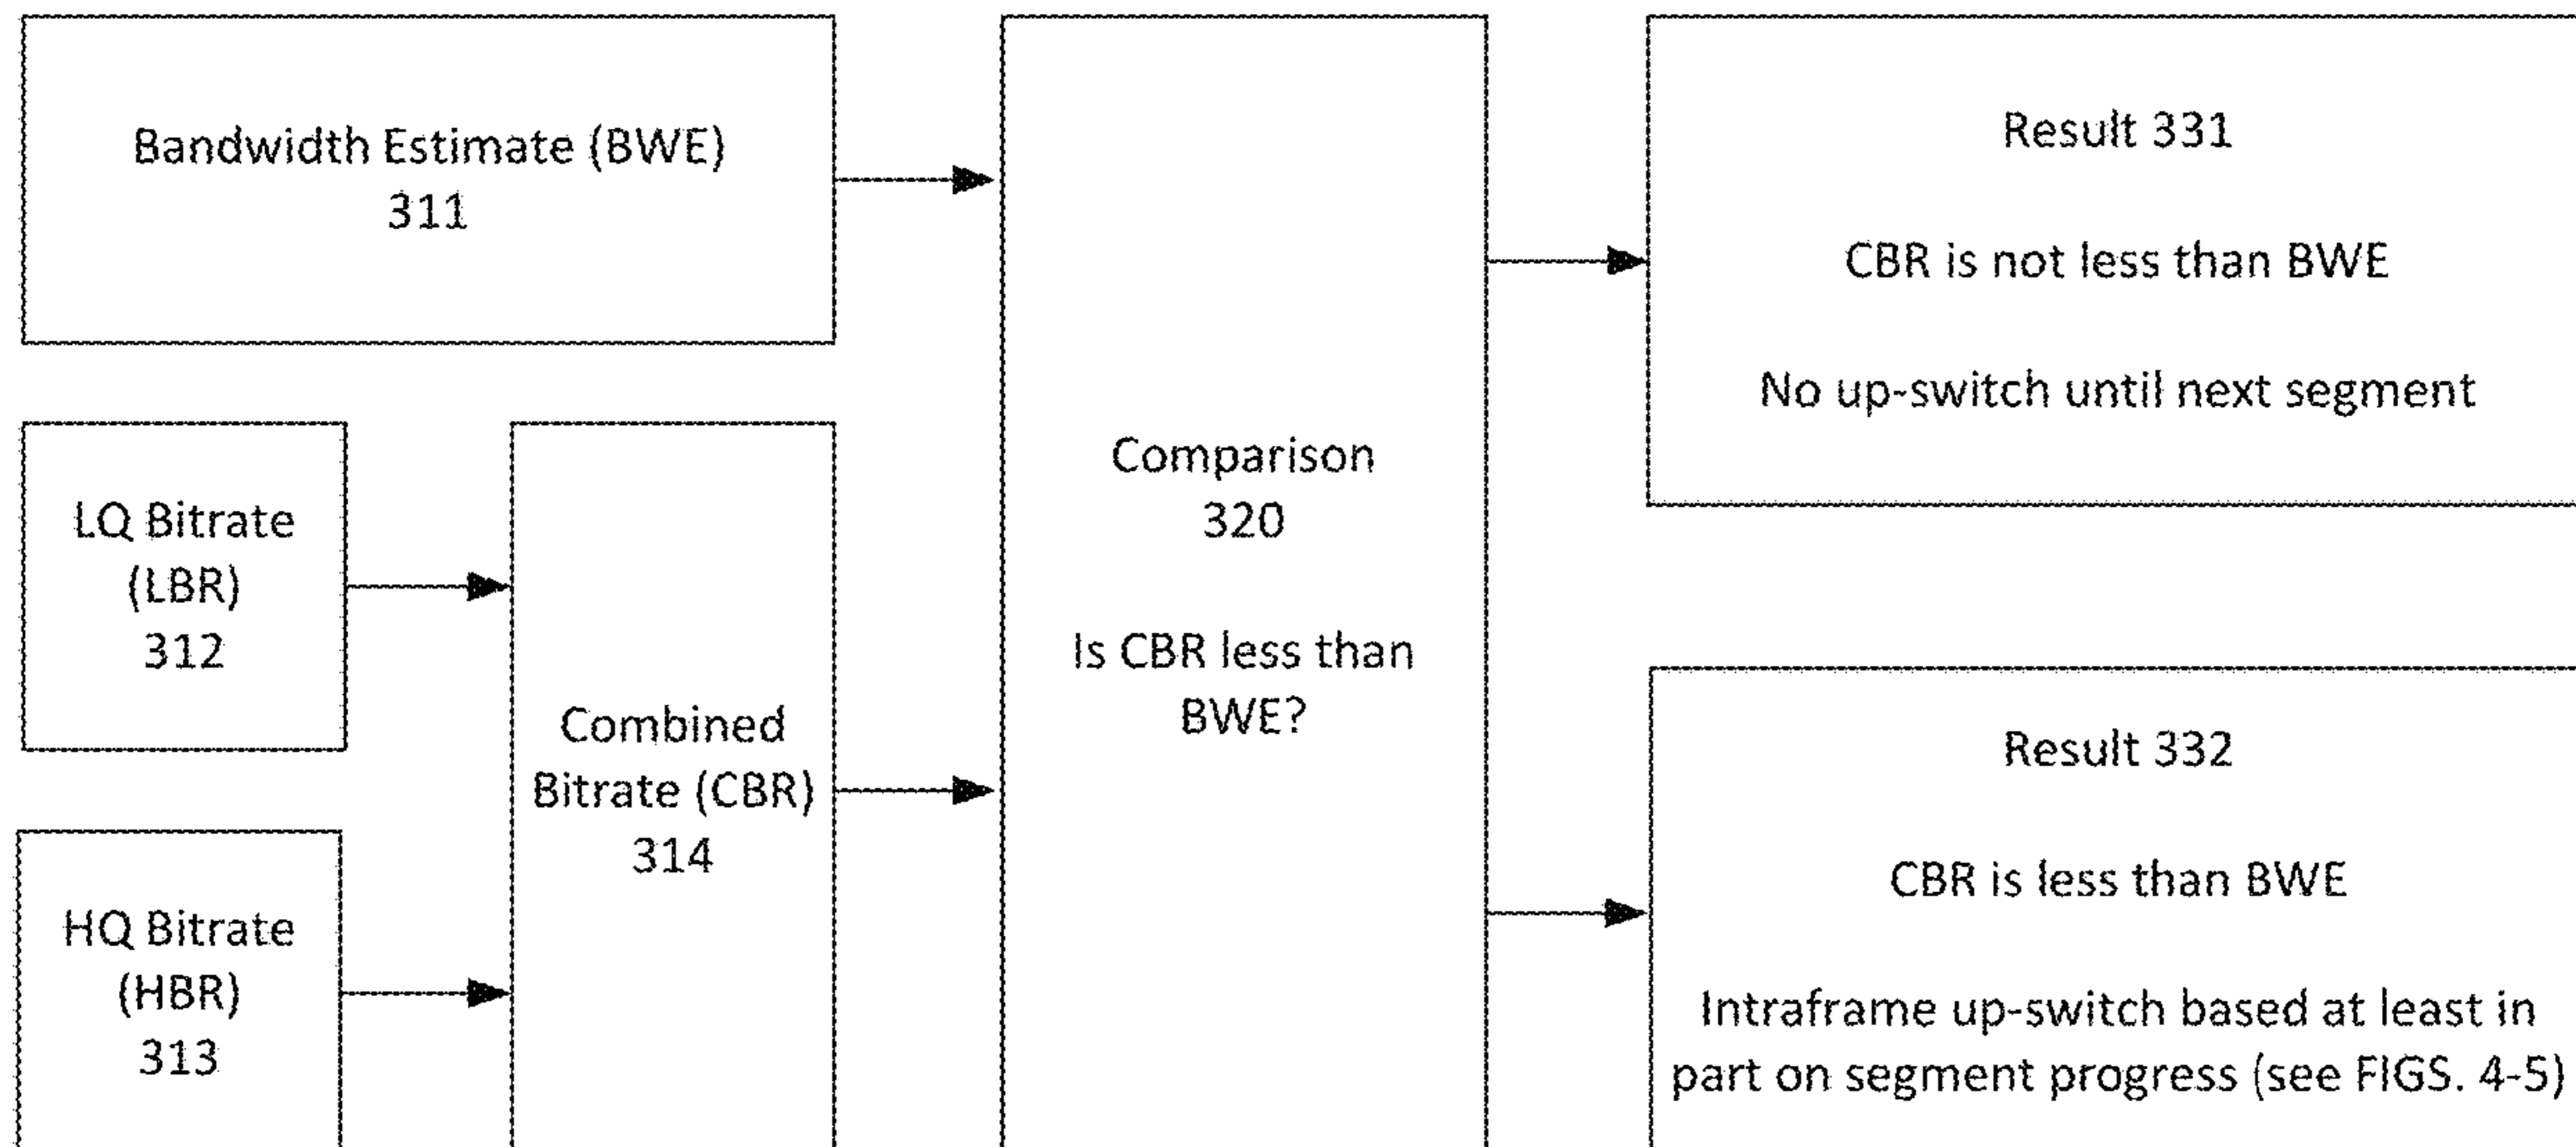 Bandwidth Estimate (BWE)
311
LQ Bitrate
(LBR)
312
HQ Bitrate
(HBR)
313
Combined
Bitrate (CBR)
314
Comparison
320
Is CBR less than
BWE?
Result 331
CBR is not less than BWE
No up-switch until next segment
Result 332
CBR is less than BWE
Intraframe up-switch based at least in
part on segment progress (see FIGS. 4-5)